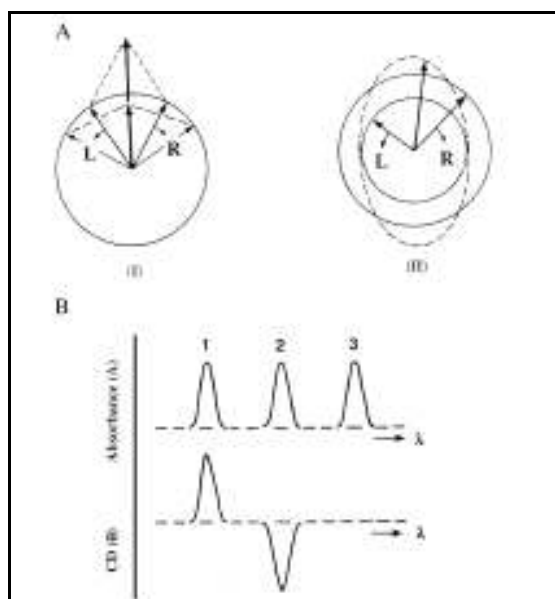 A
L R
(I)
L R
(II)
B
1 2 3
Absorbance (A)
λ
CD (θ)
λ